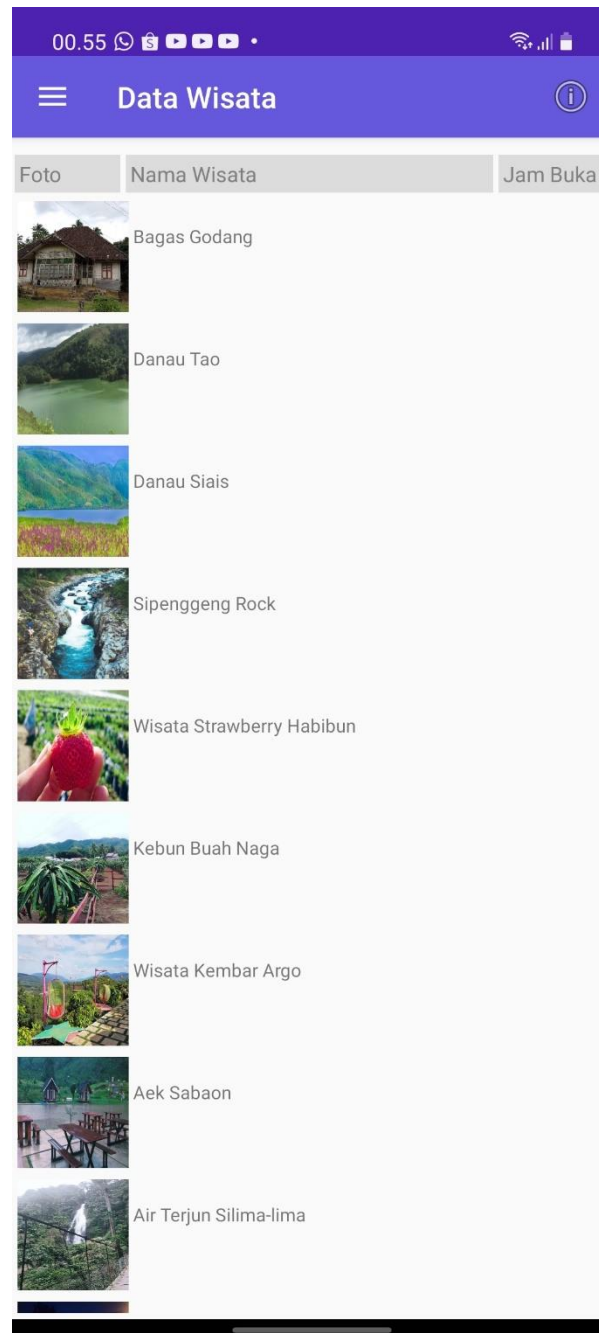 00.55
Data Wisata
Foto Nama Wisata Jam Buka
Bagas Godang
Danau Tao
Danau Siais
Sipenggeng Rock
Wisata Strawberry Habibun
Kebun Buah Naga
Wisata Kembar Argo
Aek Sabaon
Air Terjun Silima-lima